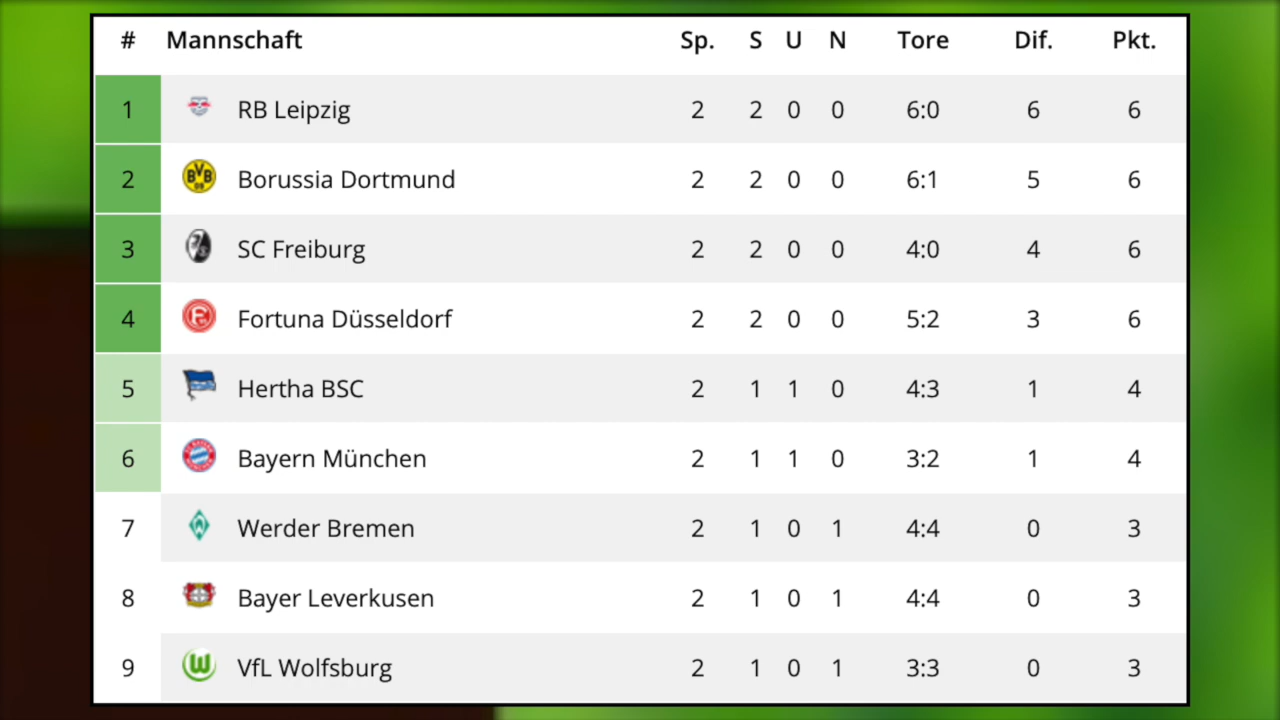 # Mannschaft Sp. S U N Tore Dif. Pkt.
1 RB Leipzig 2 2 0 0 6:0 6 6
2 BVB 09 Borussia Dortmund 2 2 0 0 6:1 5 6
3 SC Freiburg 2 2 0 0 4:0 4 6
4 F Fortuna Düsseldorf 2 2 0 0 5:2 3 6
5 Hertha BSC 2 1 1 0 4:3 1 4
6 Bayern München 2 1 1 0 3:2 1 4
7 W Werder Bremen 2 1 0 1 4:4 0 3
8 Bayer Leverkusen 2 1 0 1 4:4 0 3
9 W VfL Wolfsburg 2 1 0 1 3:3 0 3